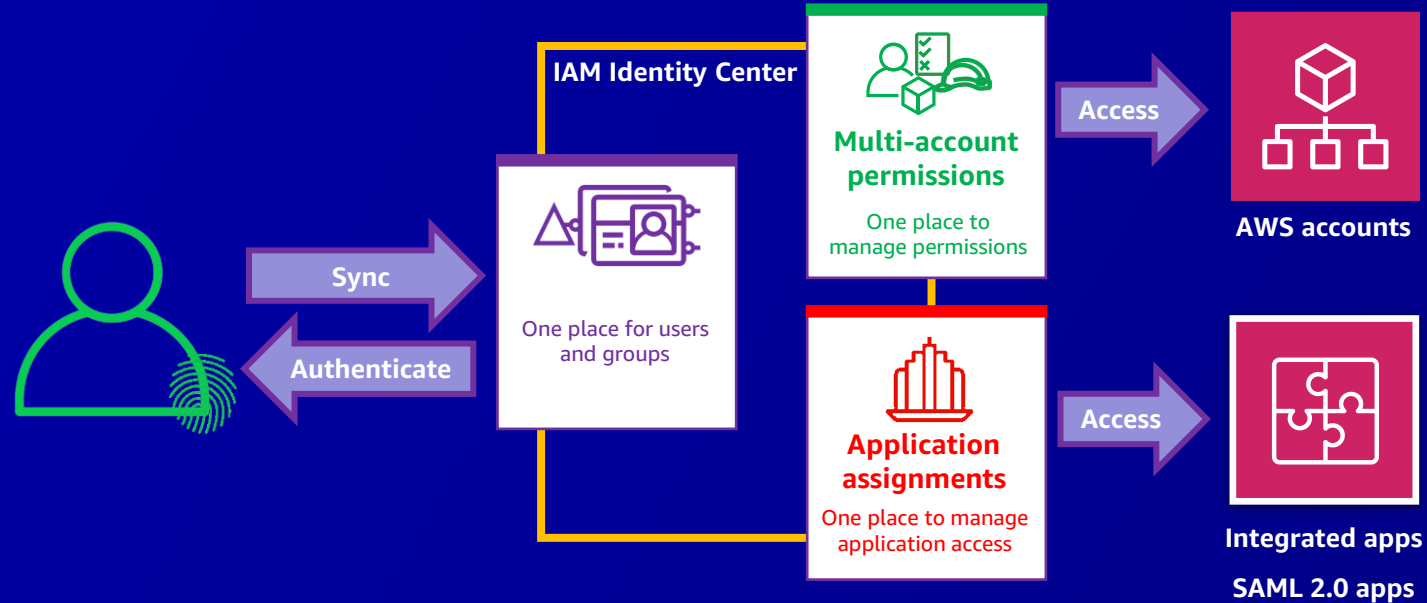 IAM Identity Center
Sync
Authenticate
One place for users
and groups
Multi-account
permissions
One place to
manage permissions
Access
AWS accounts
Application
assignments
One place to manage
application access
Access
Integrated apps
SAML 2.0 apps